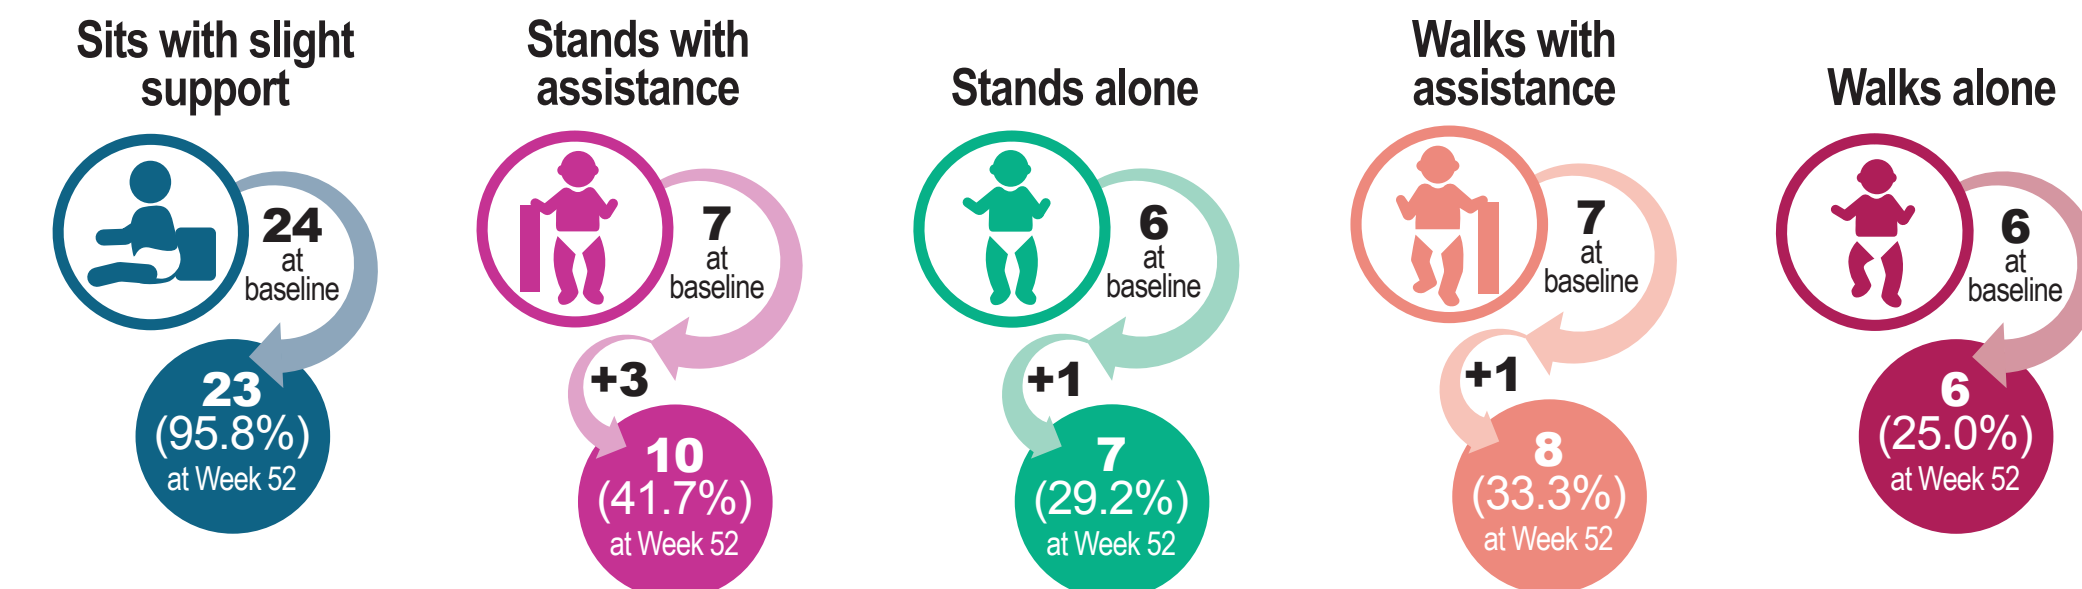 Sits with slight
support
24
at
baseline
23
(95.8%)
at Week 52
Stands with
assistance
7
at
baseline
+3
10
(41.7%)
at Week 52
Stands alone
6
at
baseline
+1
7
(29.2%)
at Week 52
Walks with
assistance
7
at
baseline
+1
8
(33.3%)
at Week 52
Walks alone
6
at
baseline
6
(25.0%)
at Week 52